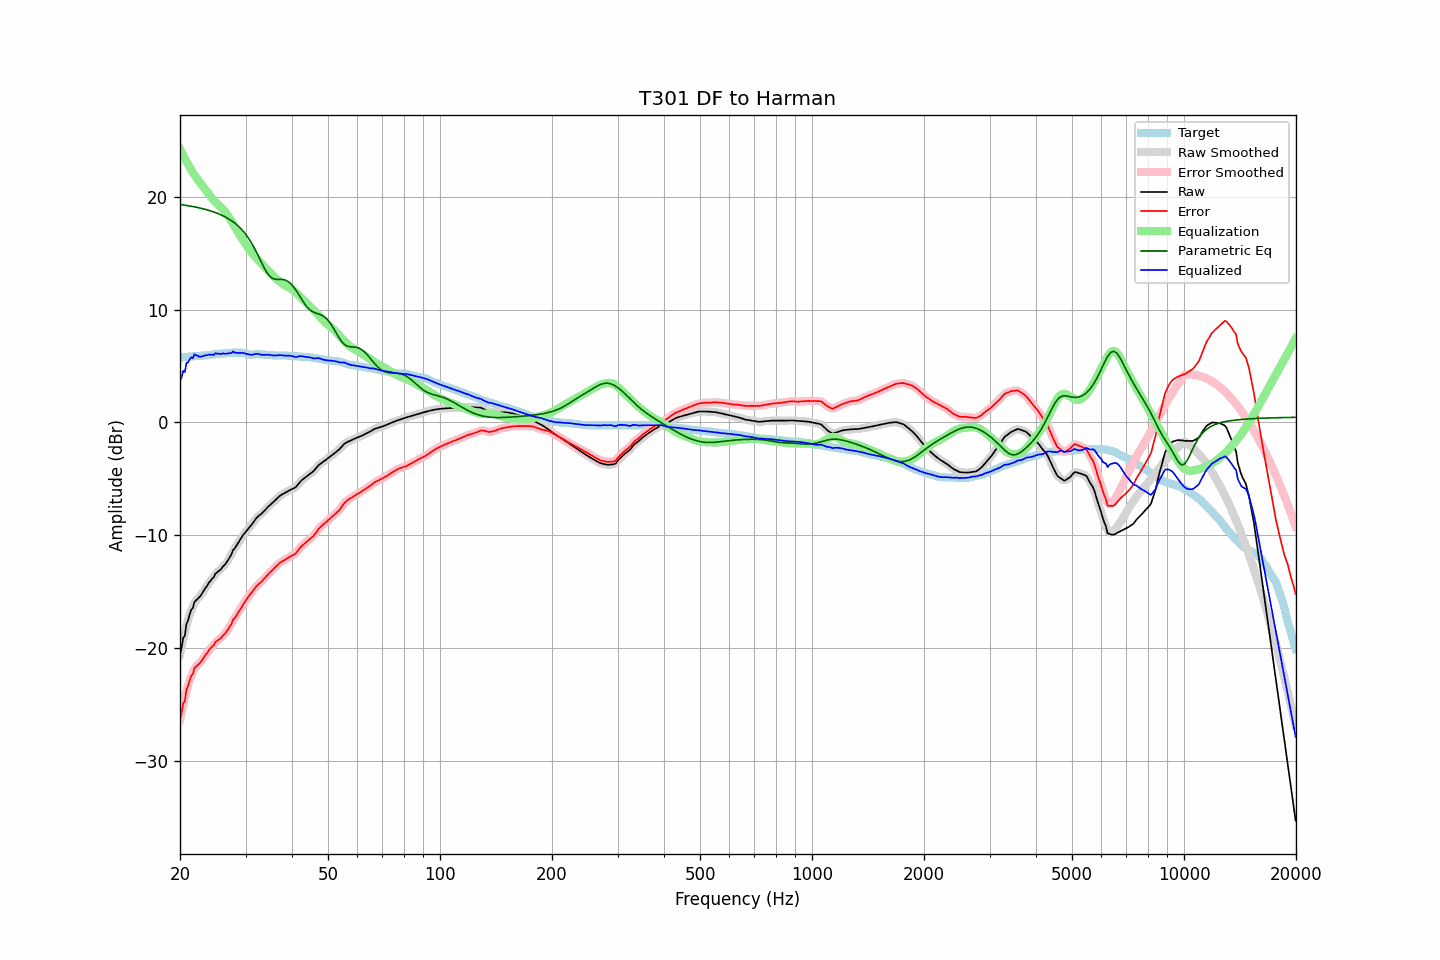 T301 DF to Harman
Target
Raw Smoothed
Error Smoothed
Raw
Error
Equalization
Parametric Eq
Equalized
20
10
0
−10
−20
−30
Amplitude (dBr)
20 50 100 200 500 1000 2000 5000 10000 20000
Frequency (Hz)